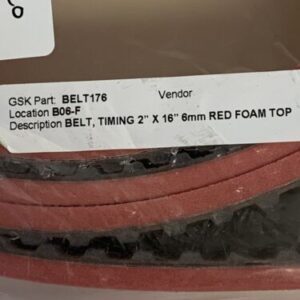 GSK Part: BELT176 Vendor
Location B06-F
Description BELT, TIMING 2" X 16" 6mm RED FOAM TOP